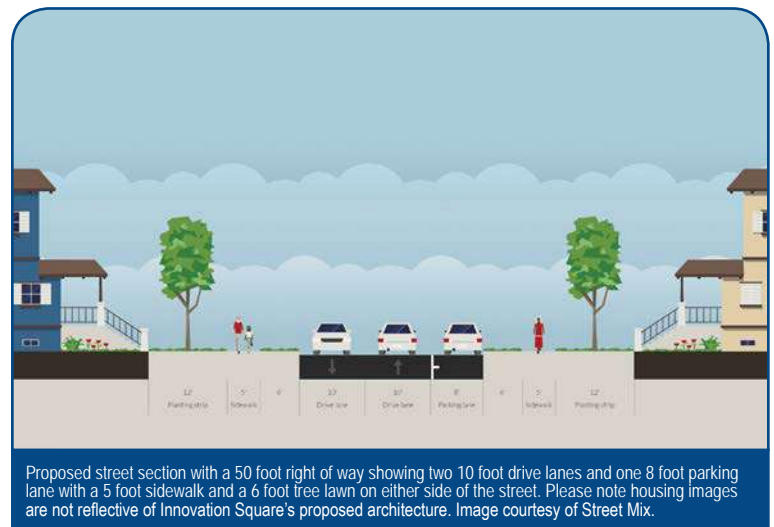 12' 5' 6' 10' 10' 8' 6' 5' 12'
Planting strip Sidewalk Drive lane Drive lane Parking lane Sidewalk Planting strip
Proposed street section with a 50 foot right of way showing two 10 foot drive lanes and one 8 foot parking
lane with a 5 foot sidewalk and a 6 foot tree lawn on either side of the street. Please note housing images
are not reflective of Innovation Square's proposed architecture. Image courtesy of Street Mix.